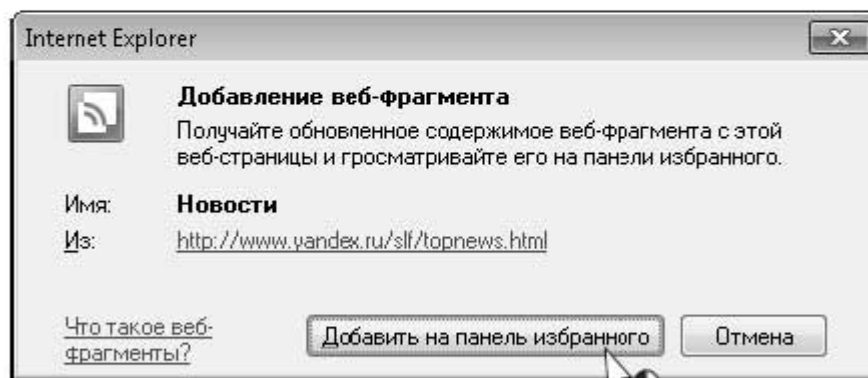 Internet Explorer
Добавление веб-фрагмента
Получайте обновленное содержимое веб-фрагмента с этой
веб-страницы и гросматривайте его на панели избранного.
Имя: Новости
Из: http://www.yandex.ru/slf/topnews.html
Что такое веб-
фрагменты?
Добавить на панель избранного Отмена